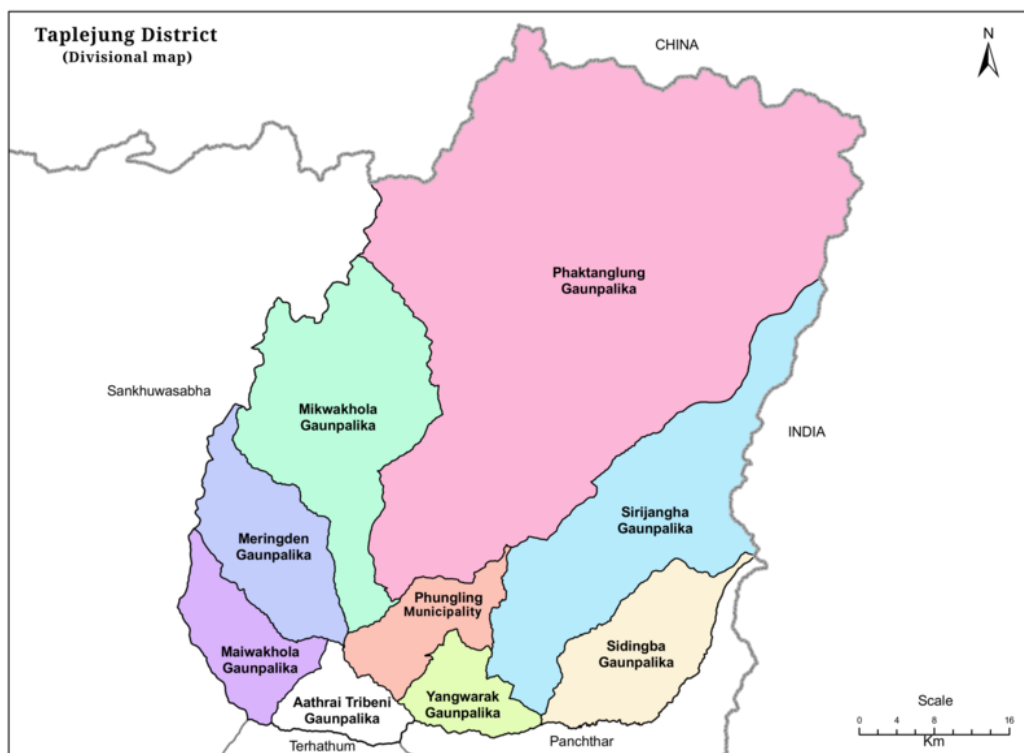 Taplejung District
(Divisional map)
CHINA
N
Phaktanglung
Gaunpalika
Sankhuwasabha
Mikwakhola
Gaunpalika
INDIA
Sirijangha
Gaunpalika
Meringden
Gaunpalika
Phungling
Municipality
Maiwakhola
Gaunpalika
Sidingba
Gaunpalika
Aathrai Tribeni
Gaunpalika
Yangwarak
Gaunpalika
Terhathum
Panchthar
Scale
0 4 8 16
Km